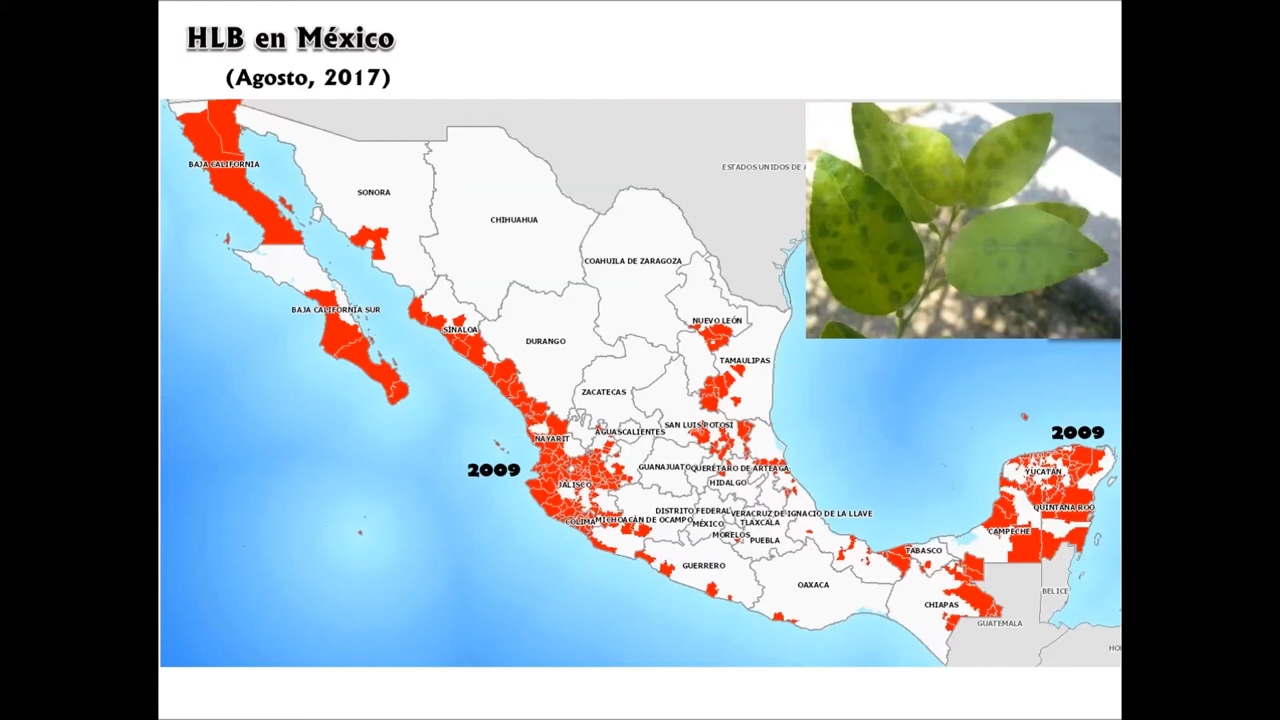 HLB en México
(Agosto, 2017)
BAJA CALIFORNIA
ESTADOS UNIDOS DE A
SONORA
CHIHUAHUA
COAHUILA DE ZARAGOZA
BAJA CALIFORNIA SUR
NUEVO LEÓN
SINALOA
DURANGO
TAMAULIPAS
ZACATECAS
SAN LUIS POTOSÍ
AGUASCALIENTES
NAYARIT
2009
2009
GUANAJUATO
QUERÉTARO DE ARTEAGA
YUCATÁN
HIDALGO
JALISCO
QUINTANA ROO
DISTRITO FEDERAL
VERACRUZ DE IGNACIO DE LA LLAVE
COLIMA
MICHOACÁN DE OCAMPO
MÉXICO
TLAXCALA
CAMPECHE
MORELOS
PUEBLA
TABASCO
GUERRERO
OAXACA
BELICE
CHIAPAS
GUATEMALA
HO